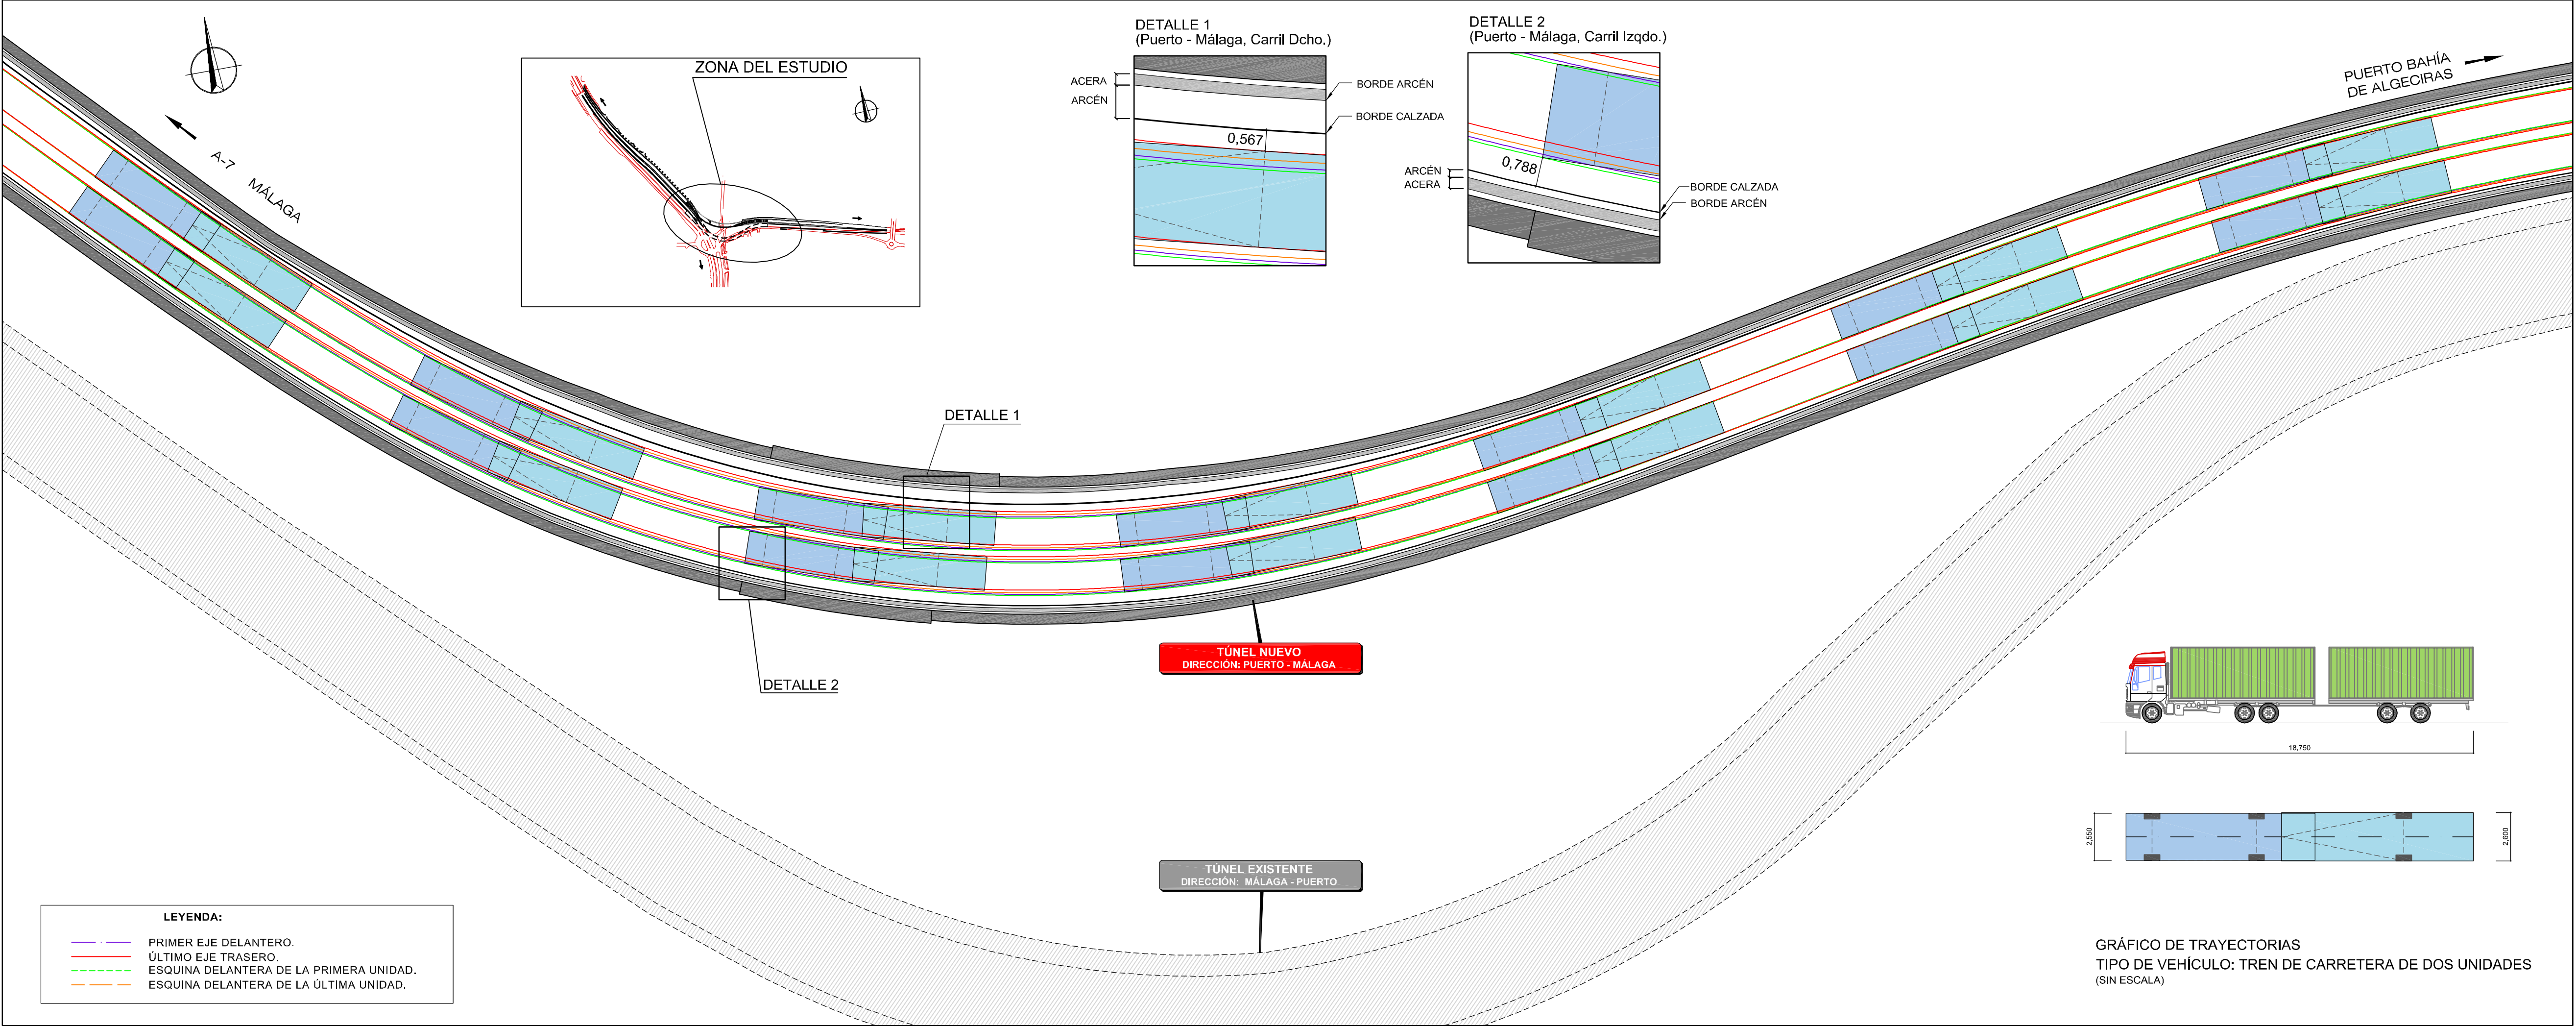 DETALLE 1
(Puerto - Málaga, Carril Dcho.)
DETALLE 2
(Puerto - Málaga, Carril Izqdo.)
ZONA DEL ESTUDIO
PUERTO BAHÍA
DE ALGECIRAS
ACERA
ARCÉN
BORDE ARCÉN
BORDE CALZADA
0,567
0,788
ARCÉN
ACERA
BORDE CALZADA
BORDE ARCÉN
A-7 MÁLAGA
DETALLE 1
DETALLE 2
TÚNEL NUEVO
DIRECCIÓN: PUERTO - MÁLAGA
18,750
2,550
2,600
TÚNEL EXISTENTE
DIRECCIÓN: MÁLAGA - PUERTO
LEYENDA:
PRIMER EJE DELANTERO.
ÚLTIMO EJE TRASERO.
ESQUINA DELANTERA DE LA PRIMERA UNIDAD.
ESQUINA DELANTERA DE LA ÚLTIMA UNIDAD.
GRÁFICO DE TRAYECTORIAS
TIPO DE VEHÍCULO: TREN DE CARRETERA DE DOS UNIDADES
(SIN ESCALA)